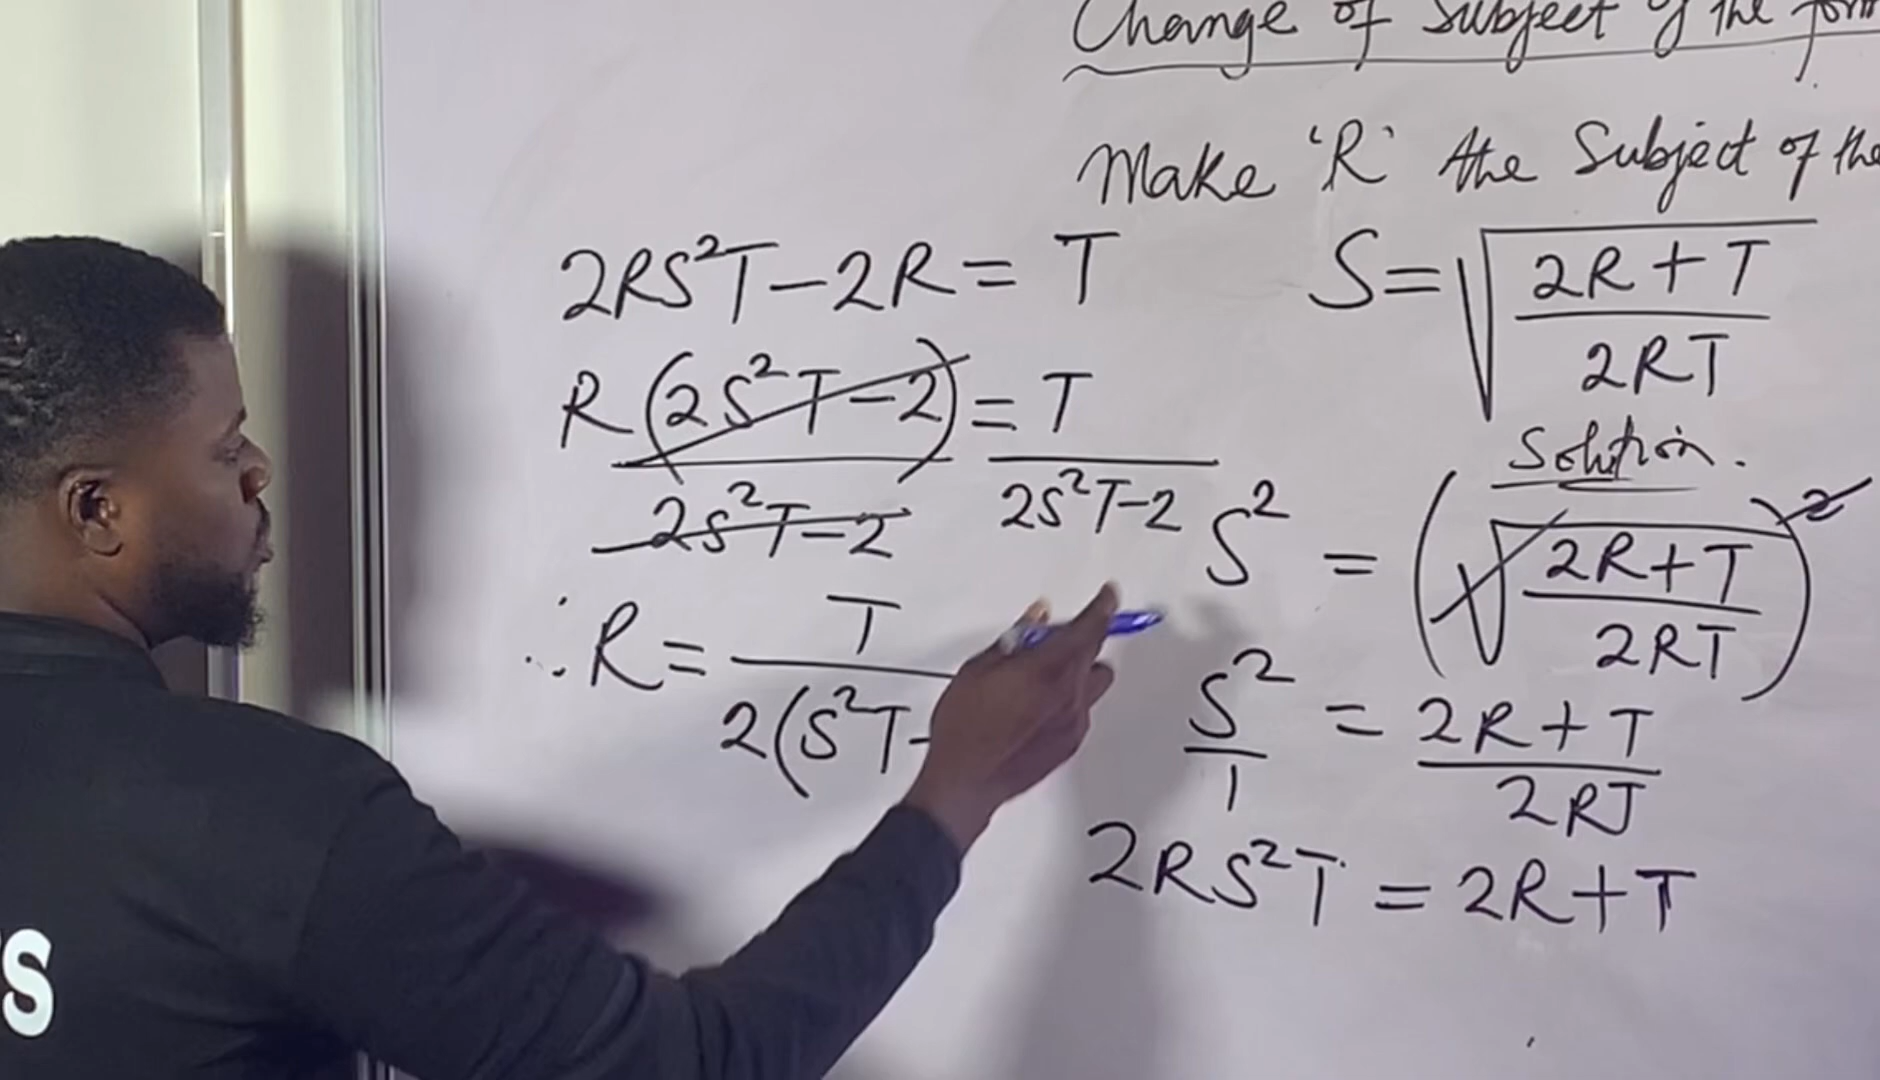 Change of Subject of the form
Make 'R' the Subject of the
S = √(2R + T / 2RT)
Solution.
S² = (√(2R + T / 2RT))²
S²/1 = 2R + T / 2RT
2RS²T = 2R + T
2RS²T − 2R = T
R(2S²T − 2) / 2S²T − 2 = T / 2S²T − 2
∴ R = T / 2(S²T -
S